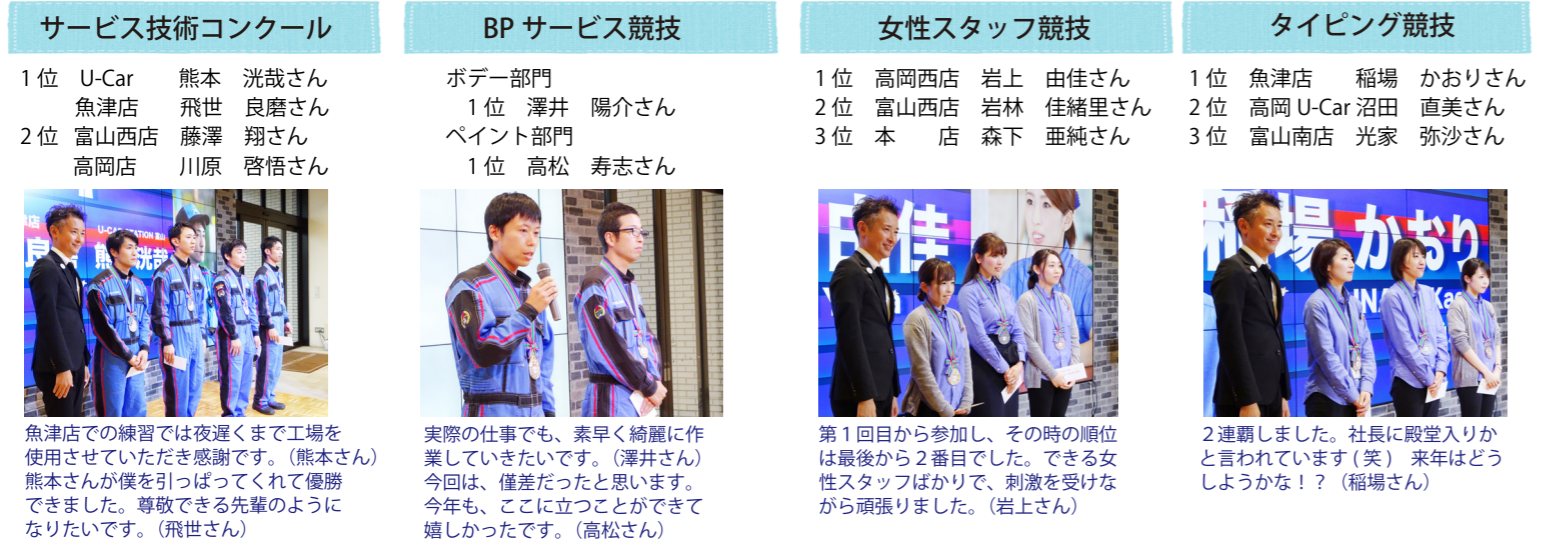 サービス技術コンクール
1位　U-Car　　熊本　洸哉さん
魚津店　　飛世　良磨さん
2位　富山西店　藤澤　翔さん
高岡店　　川原　啓悟さん
魚津店での練習では夜遅くまで工場を
使用させていただき感謝です。（熊本さん）
熊本さんが僕を引っぱってくれて優勝
できました。尊敬できる先輩のように
なりたいです。（飛世さん）
BPサービス競技
ボデー部門
1位　澤井　陽介さん
ペイント部門
1位　高松　寿志さん
実際の仕事でも、素早く綺麗に作
業していきたいです。（澤井さん）
今回は、僅差だったと思います。
今年も、ここに立つことができて
嬉しかったです。（高松さん）
女性スタッフ競技
1位　高岡西店　岩上　由佳さん
2位　富山西店　岩林　佳緒里さん
3位　本　　店　森下　亜純さん
由佳
第１回目から参加し、その時の順位
は最後から２番目でした。できる女
性スタッフばかりで、刺激を受けな
がら頑張りました。（岩上さん）
タイピング競技
1位　魚津店　　稲場　かおりさん
2位　高岡U-Car 沼田　直美さん
3位　富山南店　光家　弥沙さん
稲場 かおり
２連覇しました。社長に殿堂入りか
と言われています(笑)　来年はどう
しようかな！？（稲場さん）